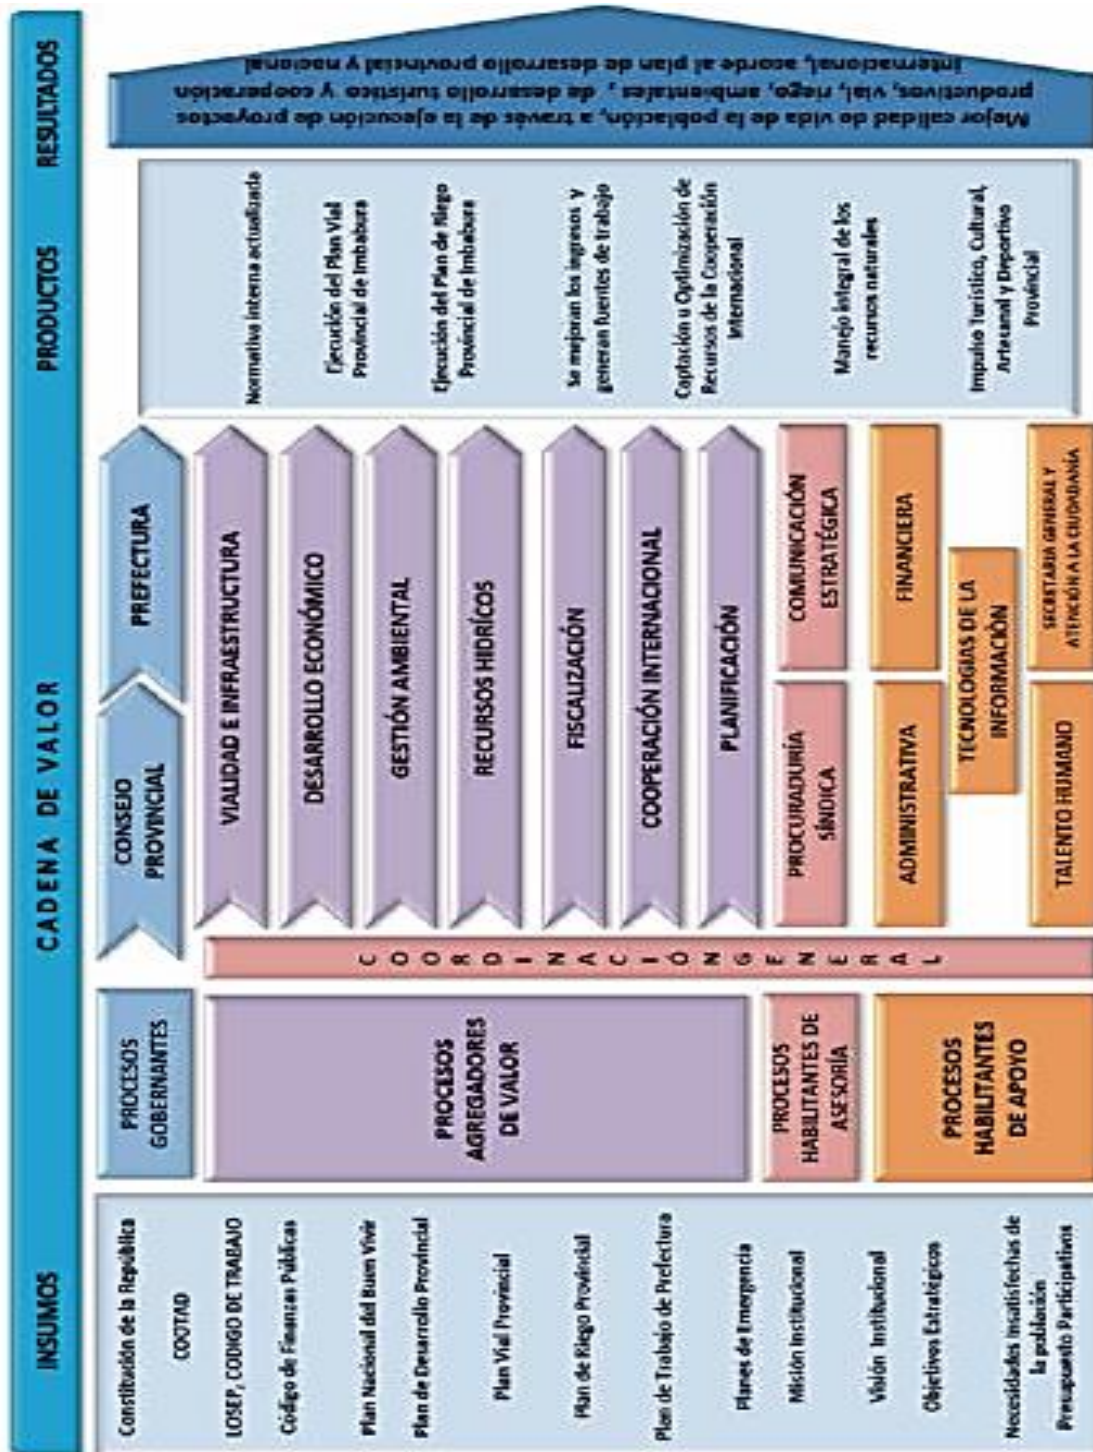 INSUMOS
CADENA DE VALOR
PRODUCTOS
RESULTADOS
Constitución de la República
COOTAD
LOSEP, CODIGO DE TRABAJO
Código de Finanzas Públicas
Plan Nacional del Buen Vivir
Plan de Desarrollo Provincial
Plan Vial Provincial
Plan de Riego Provincial
Plan de Trabajo de Prefectura
Planes de Emergencia
Misión Institucional
Visión Institucional
Objetivos Estratégicos
Necesidades Insatisfechas de
la población
Presupuesto Participativos
PROCESOS
GOBERNANTES
PROCESOS
AGREGADORES
DE VALOR
PROCESOS
HABILITANTES DE
ASESORÍA
PROCESOS
HABILITANTES
DE APOYO
COORDINACIÓN GENERAL
CONSEJO
PROVINCIAL
PREFECTURA
VIALIDAD E INFRAESTRUCTURA
DESARROLLO ECONÓMICO
GESTIÓN AMBIENTAL
RECURSOS HIDRÍCOS
FISCALIZACIÓN
COOPERACIÓN INTERNACIONAL
PLANIFICACIÓN
PROCURADURÍA
SÍNDICA
COMUNICACIÓN
ESTRATÉGICA
ADMINISTRATIVA
FINANCIERA
TECNOLOGIAS DE LA
INFORMACIÓN
TALENTO HUMANO
SECRETARIA GENERAL Y
ATENCIÓN A LA CIUDADANÍA
Normativa interna actualizada
Ejecución del Plan Vial
Provincial de Imbabura
Ejecución del Plan de Riego
Provincial de Imbabura
Se mejoran los ingresos y
generan fuentes de trabajo
Captación u Optimización de
Recursos de la Cooperación
Internacional
Manejo integral de los
recursos naturales
Impulso Turístico, Cultural,
Artesanal y Deportivo
Provincial
Mejor calidad de vida de la población, a través de la ejecución de proyectos
productivos, vial, riego, ambientales , de desarrollo turístico y cooperación
internacional, acorde al plan de desarrollo provincial y nacional